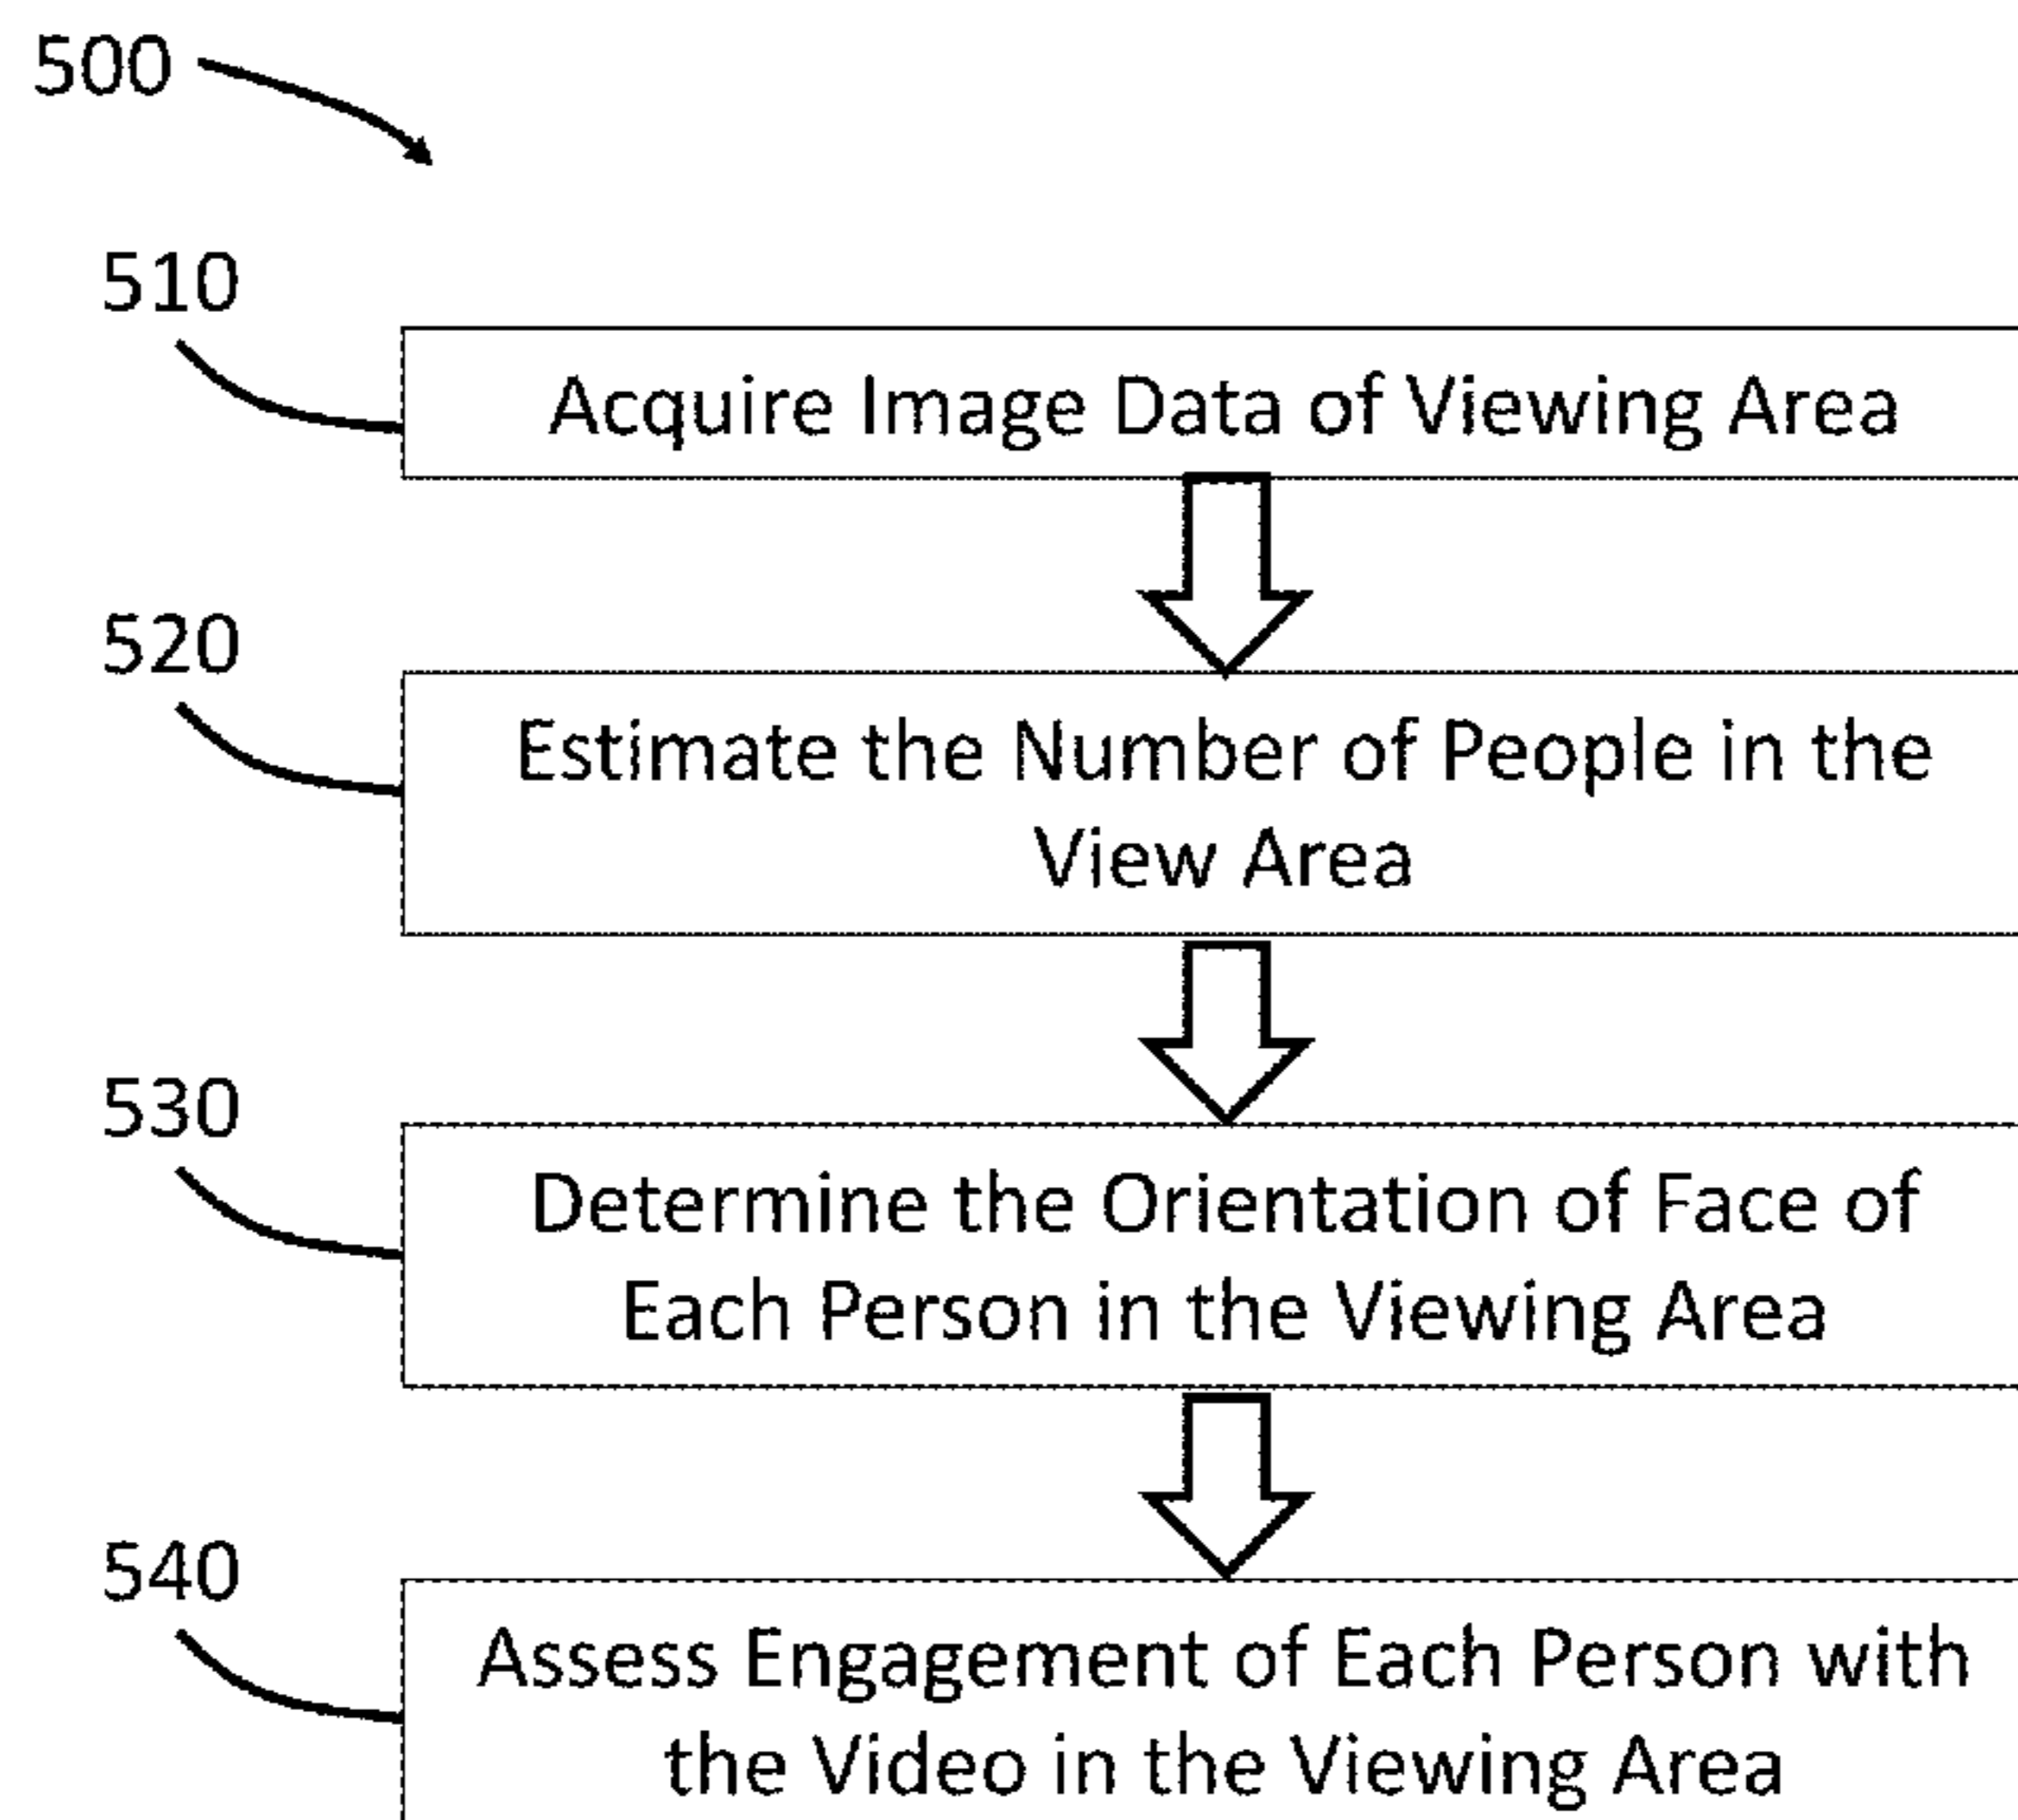 500
510
Acquire Image Data of Viewing Area
520
Estimate the Number of People in the
View Area
530
Determine the Orientation of Face of
Each Person in the Viewing Area
540
Assess Engagement of Each Person with
the Video in the Viewing Area